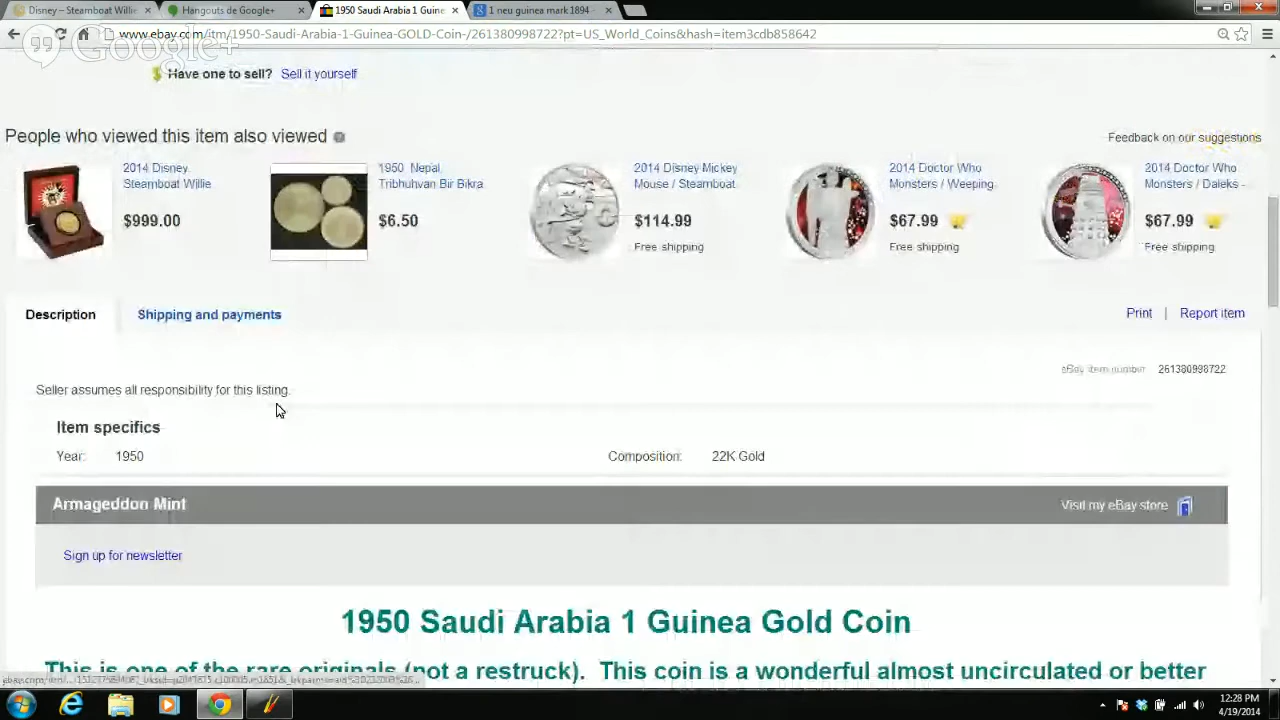 Disney – Steamboat Willie
Hangouts de Google+
1950 Saudi Arabia 1 Guine
1 neu guinea mark 1894 -
Google+
www.ebay.com/itm/1950-Saudi-Arabia-1-Guinea-GOLD-Coin-/261380998722?pt=US_World_Coins&hash=item3cdb858642
Have one to sell? Sell it yourself
People who viewed this item also viewed
Feedback on our suggestions
2014 Disney
Steamboat Willie
$999.00
1950 Nepal,
Tribhuvan Bir Bikra
$6.50
2014 Disney Mickey
Mouse / Steamboat
$114.99
Free shipping
2014 Doctor Who
Monsters / Weeping
$67.99
Free shipping
2014 Doctor Who
Monsters / Daleks -
$67.99
Free shipping
Description
Shipping and payments
Print | Report item
eBay item number 261380998722
Seller assumes all responsibility for this listing.
Item specifics
Year: 1950
Composition: 22K Gold
Armageddon Mint
Visit my eBay store
Sign up for newsletter
1950 Saudi Arabia 1 Guinea Gold Coin
This is one of the rare originals (not a restruck). This coin is a wonderful almost uncirculated or better
12:28 PM
4/19/2014